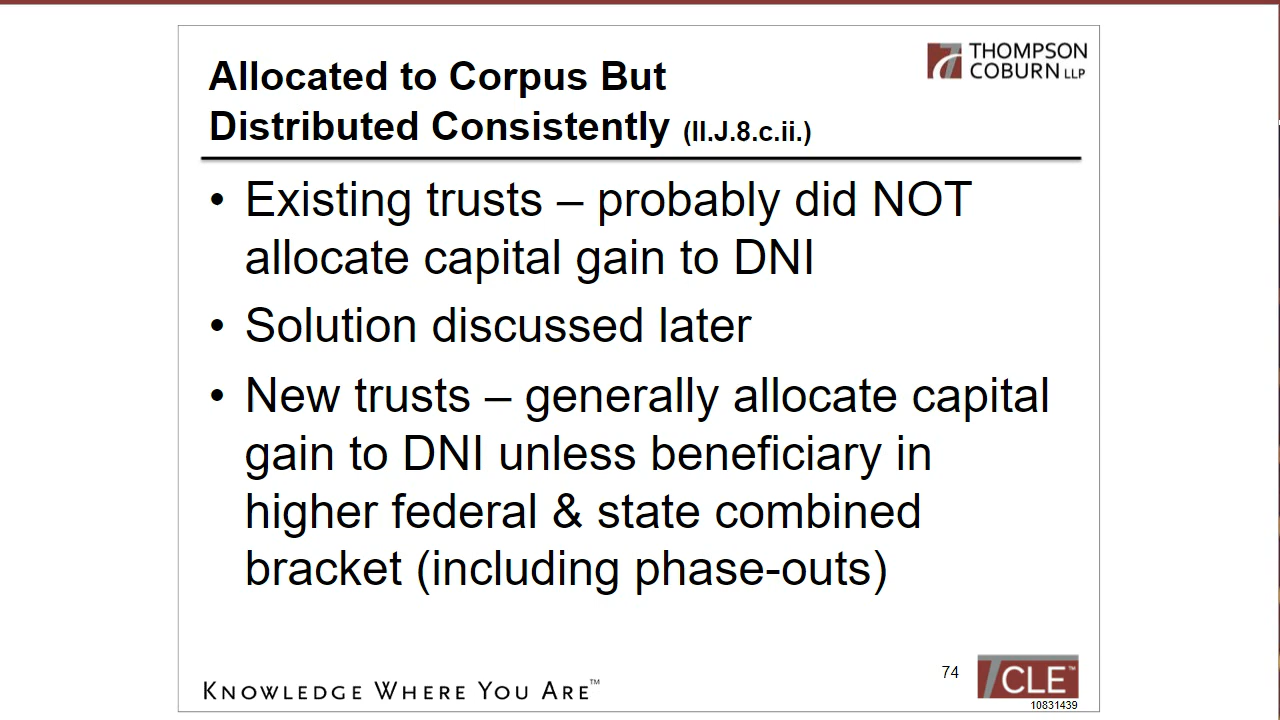 THOMPSON
COBURN LLP
Allocated to Corpus But
Distributed Consistently (II.J.8.c.ii.)
• Existing trusts – probably did NOT
allocate capital gain to DNI
• Solution discussed later
• New trusts – generally allocate capital
gain to DNI unless beneficiary in
higher federal & state combined
bracket (including phase-outs)
KNOWLEDGE WHERE YOU ARE™
74
TCLE™
10831439